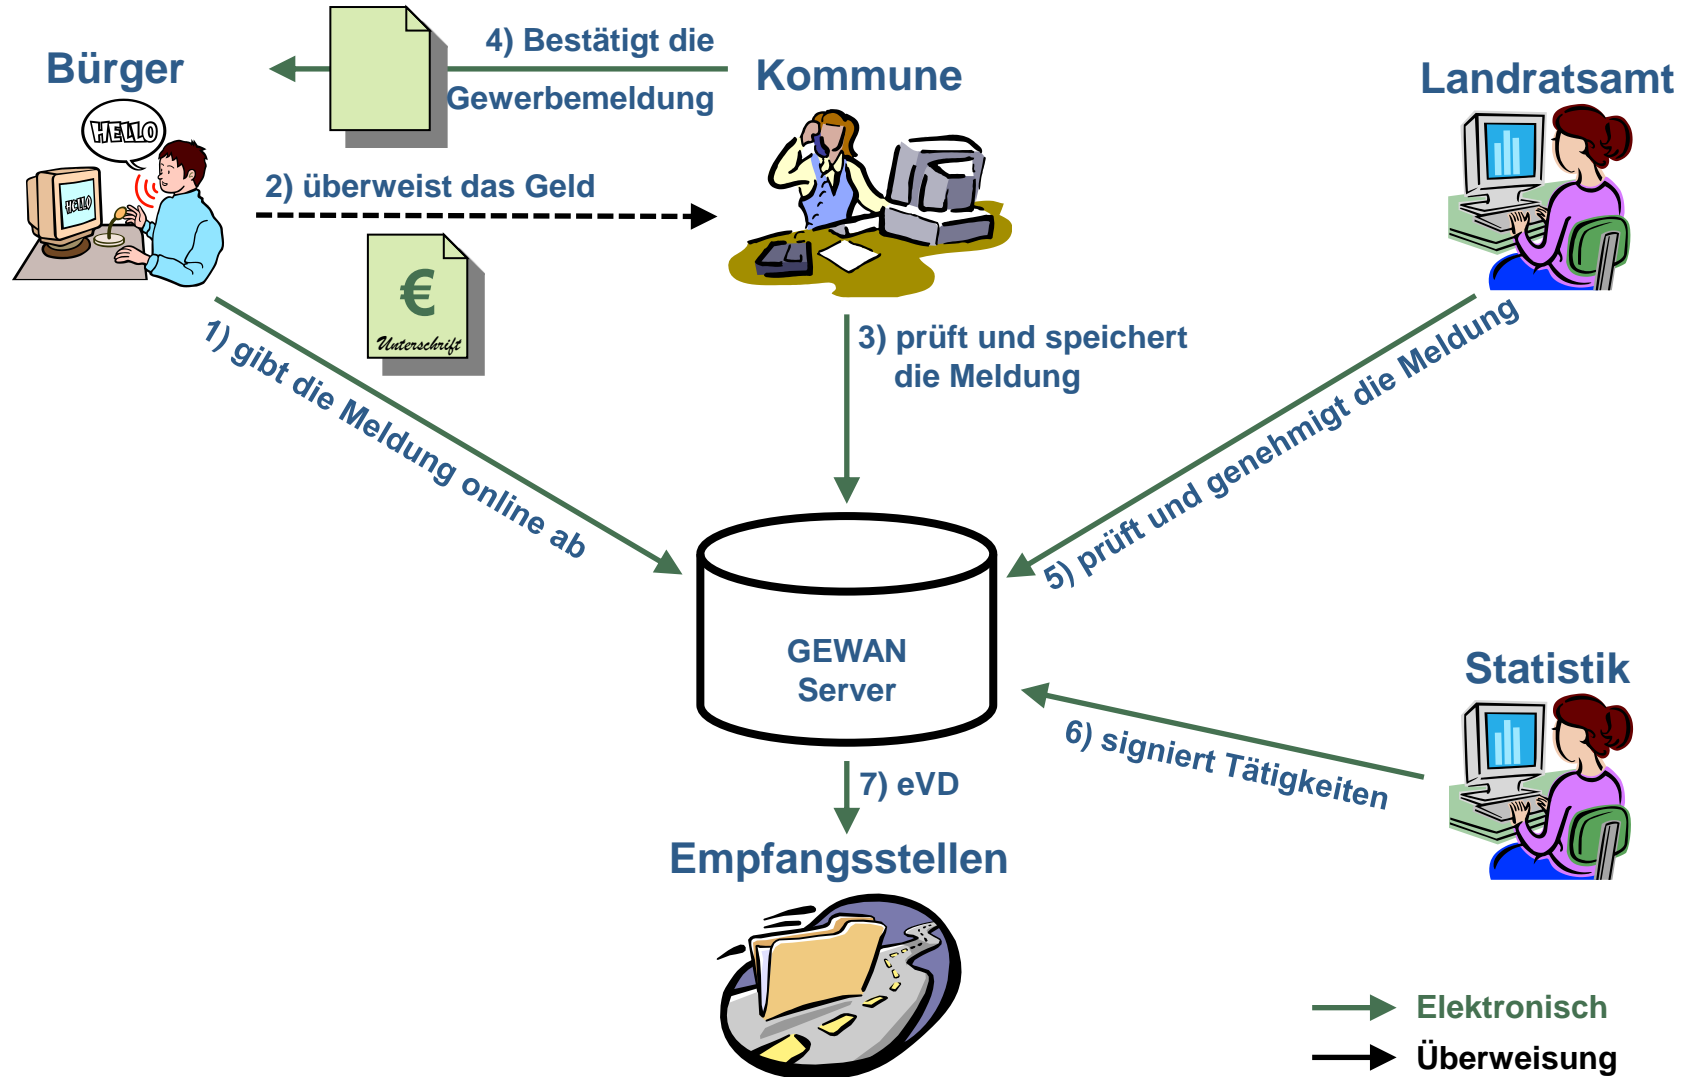 4) Bestätigt die
Gewerbemeldung
Bürger
Kommune
Landratsamt
HELLO
HELLO
2) überweist das Geld
€
Unterschrift
1) gibt die Meldung online ab
3) prüft und speichert
die Meldung
5) prüft und genehmigt die Meldung
GEWAN
Server
Statistik
6) signiert Tätigkeiten
7) eVD
Empfangsstellen
Elektronisch
Überweisung